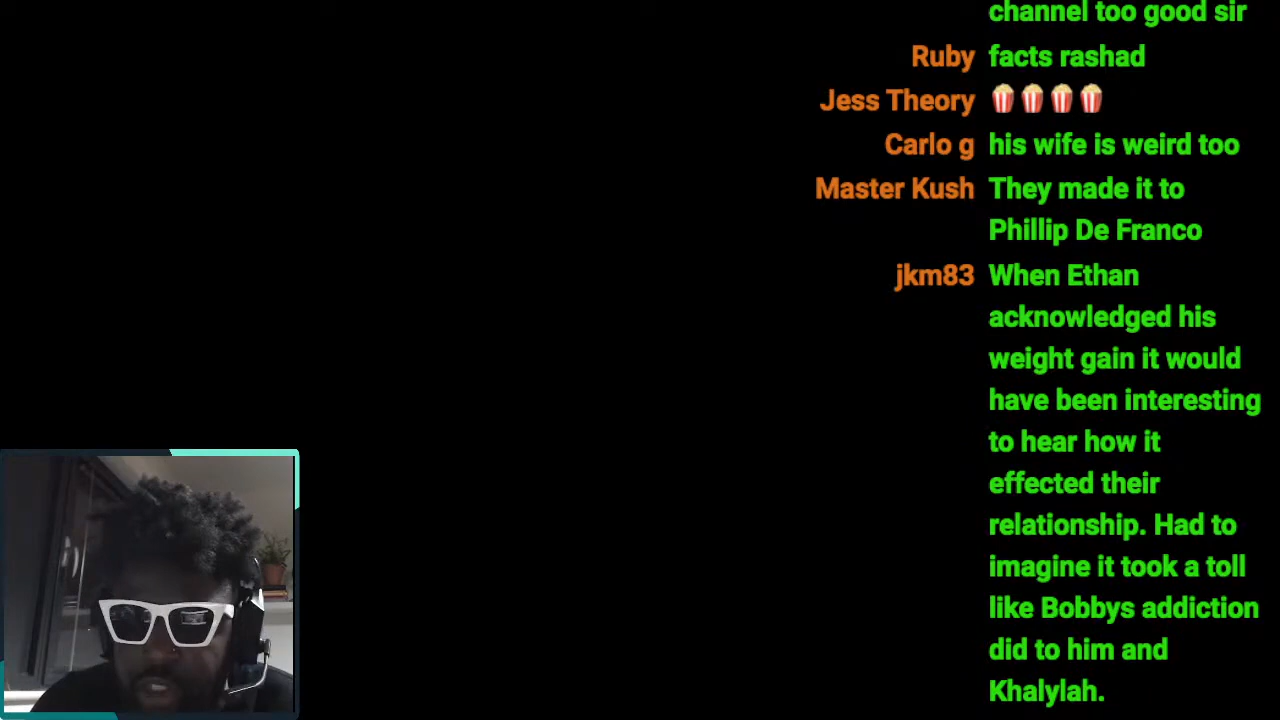 channel too good sir
Ruby facts rashad
Jess Theory 🍿🍿🍿🍿
Carlo g his wife is weird too
Master Kush They made it to
Phillip De Franco
jkm83 When Ethan
acknowledged his
weight gain it would
have been interesting
to hear how it
effected their
relationship. Had to
imagine it took a toll
like Bobbys addiction
did to him and
Khalylah.